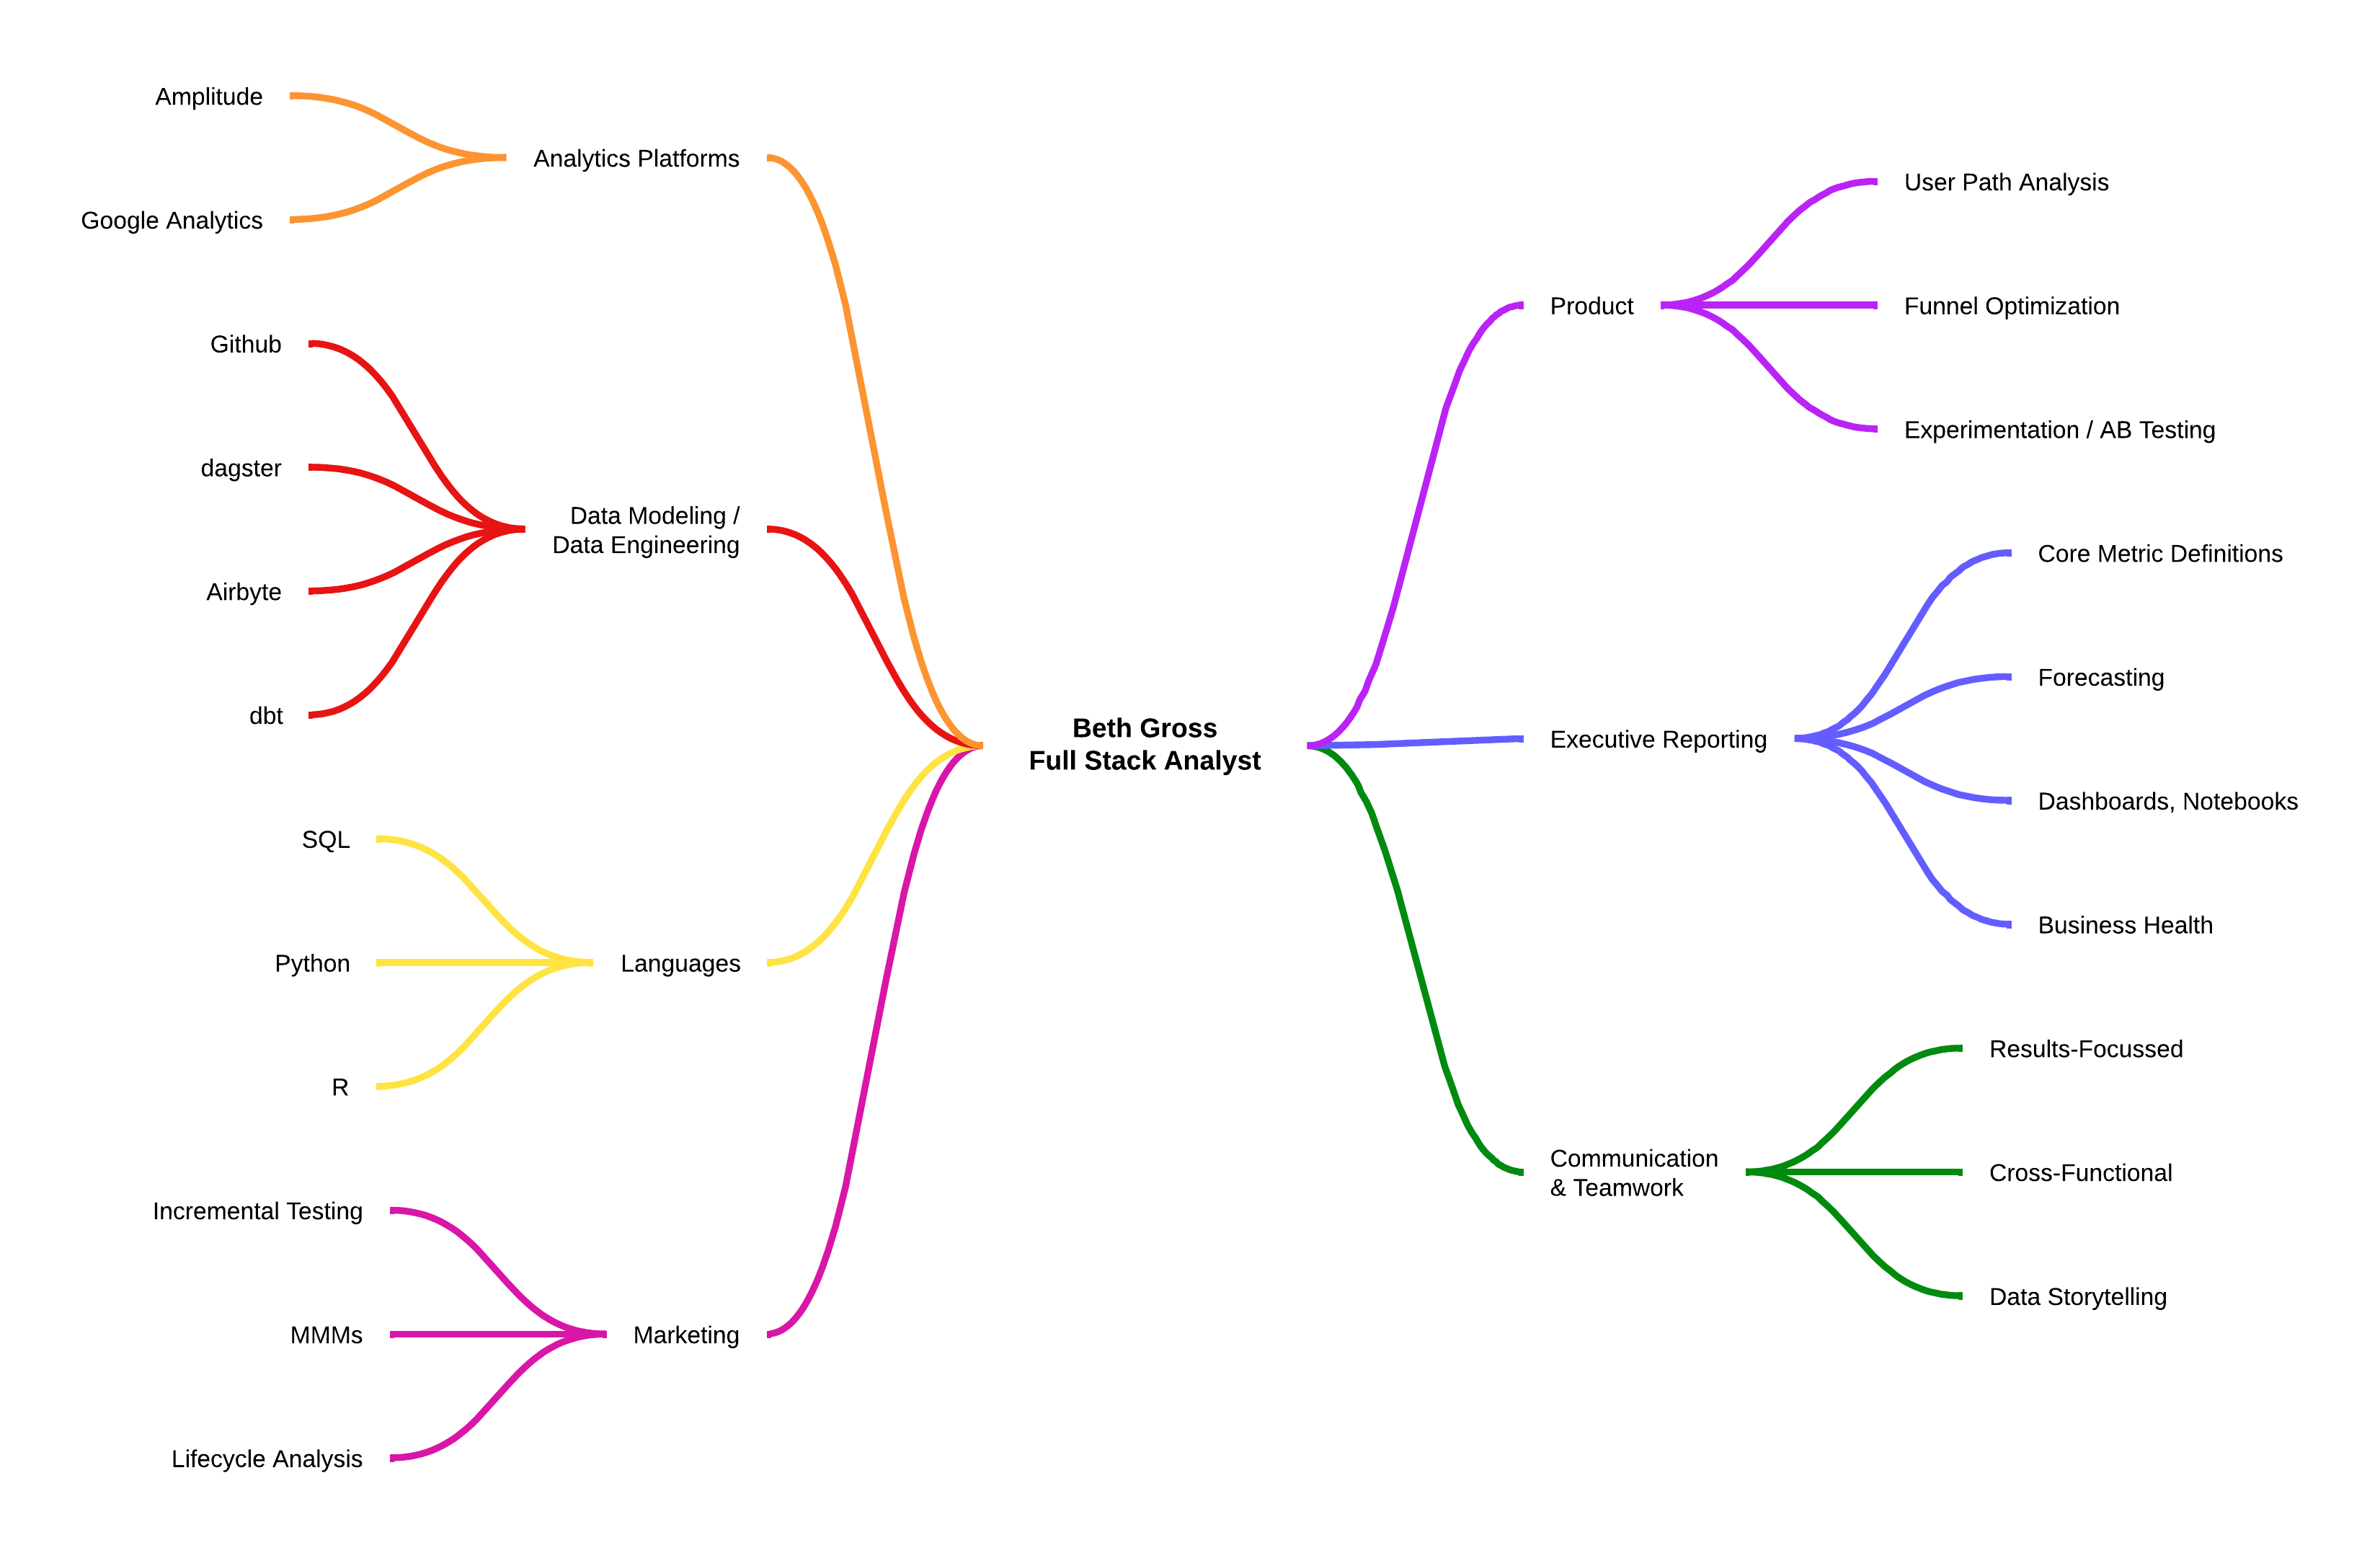 Amplitude
Analytics Platforms
Google Analytics
Github
dagster
Data Modeling /
Data Engineering
Airbyte
dbt
SQL
Python
Languages
R
Incremental Testing
MMMs
Marketing
Lifecycle Analysis
Beth Gross
Full Stack Analyst
User Path Analysis
Product
Funnel Optimization
Experimentation / AB Testing
Core Metric Definitions
Forecasting
Executive Reporting
Dashboards, Notebooks
Business Health
Results-Focussed
Communication
& Teamwork
Cross-Functional
Data Storytelling